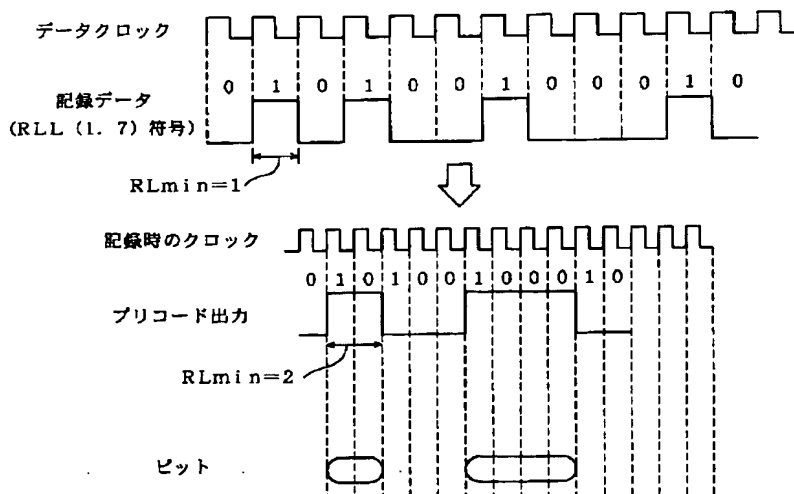 データクロック
0 1 0 1 0 0 1 0 0 0 1 0
記録データ
(RLL (1. 7) 符号)
RLmin=1
記録時のクロック
0 1 0 1 0 0 1 0 0 0 1 0
プリコード出力
RLmin=2
ピット